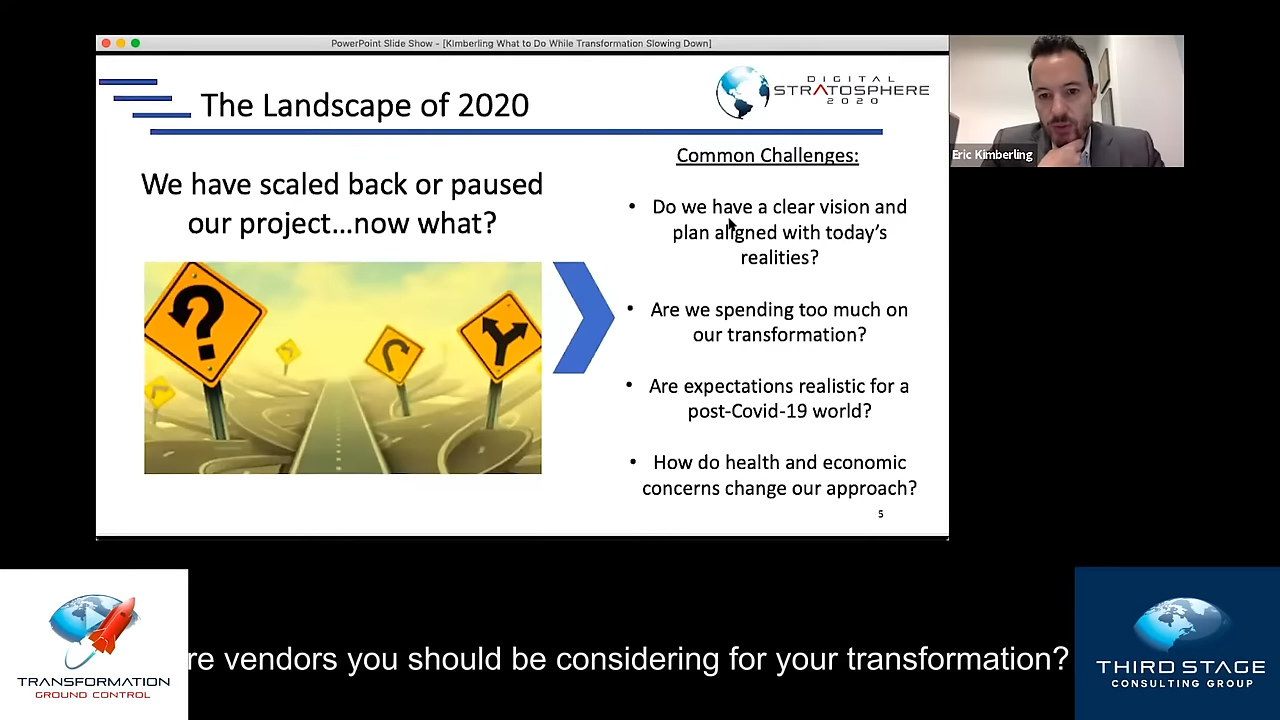 PowerPoint Slide Show - [KImberling What to Do While Transformation Slowing Down]
The Landscape of 2020
DIGITAL
STRATOSPHERE
2020
Eric Kimberling
We have scaled back or paused
our project...now what?
?
Common Challenges:
• Do we have a clear vision and
plan aligned with today's
realities?
• Are we spending too much on
our transformation?
• Are expectations realistic for a
post-Covid-19 world?
• How do health and economic
concerns change our approach?
5
TRANSFORMATION
GROUND CONTROL
re vendors you should be considering for your transformation?
THIRD STAGE
CONSULTING GROUP